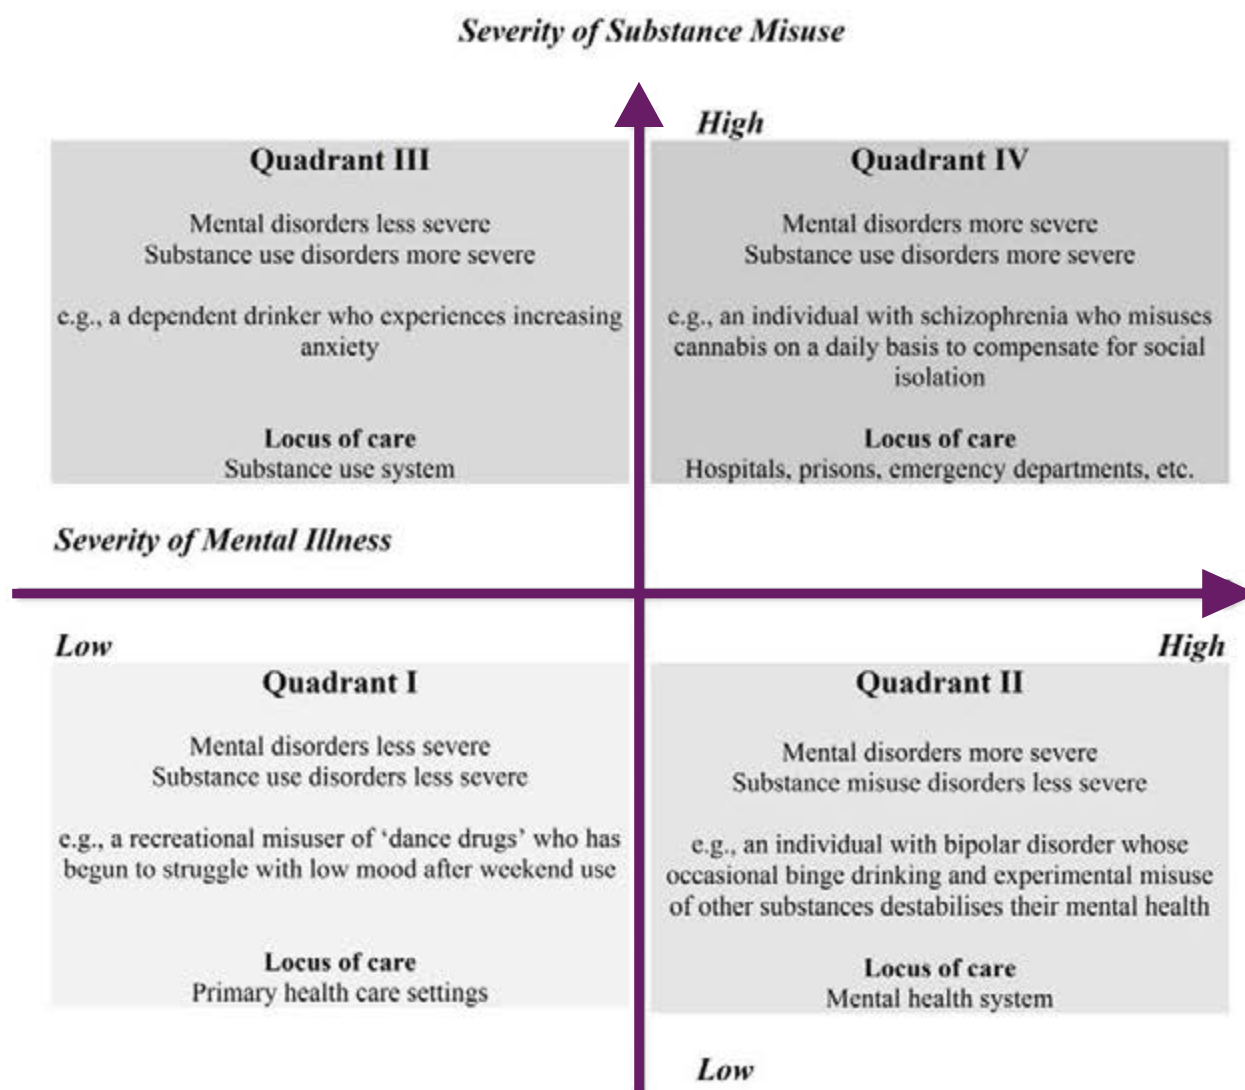 Severity of Substance Misuse
High
Quadrant III
Mental disorders less severe
Substance use disorders more severe
e.g., a dependent drinker who experiences increasing
anxiety
Locus of care
Substance use system
Quadrant IV
Mental disorders more severe
Substance use disorders more severe
e.g., an individual with schizophrenia who misuses
cannabis on a daily basis to compensate for social
isolation
Locus of care
Hospitals, prisons, emergency departments, etc.
Severity of Mental Illness
Low
High
Quadrant I
Mental disorders less severe
Substance use disorders less severe
e.g., a recreational misuser of ‘dance drugs’ who has
begun to struggle with low mood after weekend use
Locus of care
Primary health care settings
Quadrant II
Mental disorders more severe
Substance misuse disorders less severe
e.g., an individual with bipolar disorder whose
occasional binge drinking and experimental misuse
of other substances destabilises their mental health
Locus of care
Mental health system
Low